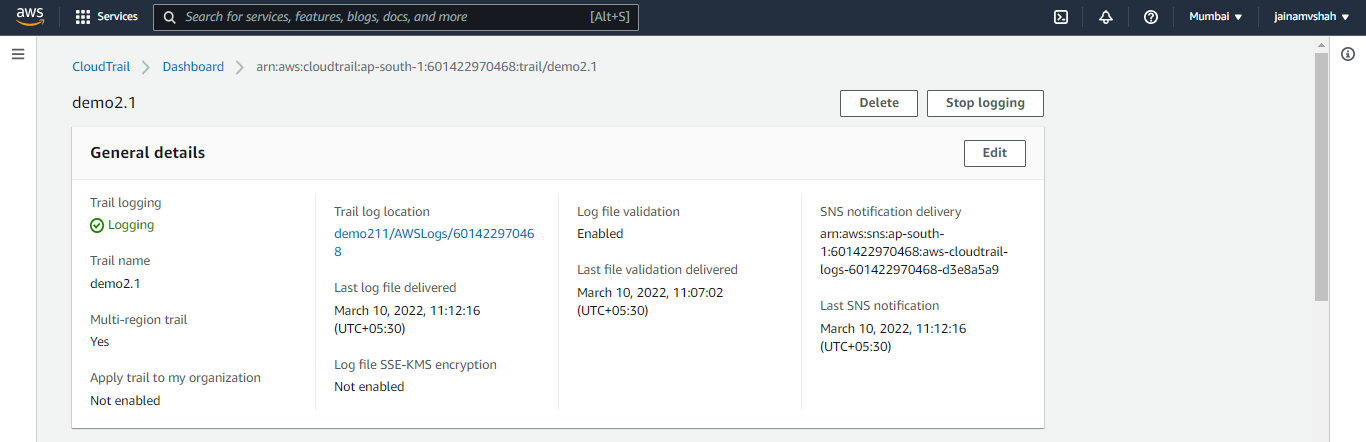 aws
Services
Search for services, features, blogs, docs, and more
[Alt+S]
Mumbai
jainamvshah
CloudTrail
Dashboard
arn:aws:cloudtrail:ap-south-1:601422970468:trail/demo2.1
demo2.1
Delete
Stop logging
General details
Edit
Trail logging
Logging
Trail name
demo2.1
Multi-region trail
Yes
Apply trail to my organization
Not enabled
Trail log location
demo211/AWSLogs/60142297046
8
Last log file delivered
March 10, 2022, 11:12:16
(UTC+05:30)
Log file SSE-KMS encryption
Not enabled
Log file validation
Enabled
Last file validation delivered
March 10, 2022, 11:07:02
(UTC+05:30)
SNS notification delivery
arn:aws:sns:ap-south-
1:601422970468:aws-cloudtrail-
logs-601422970468-d3e8a5a9
Last SNS notification
March 10, 2022, 11:12:16
(UTC+05:30)